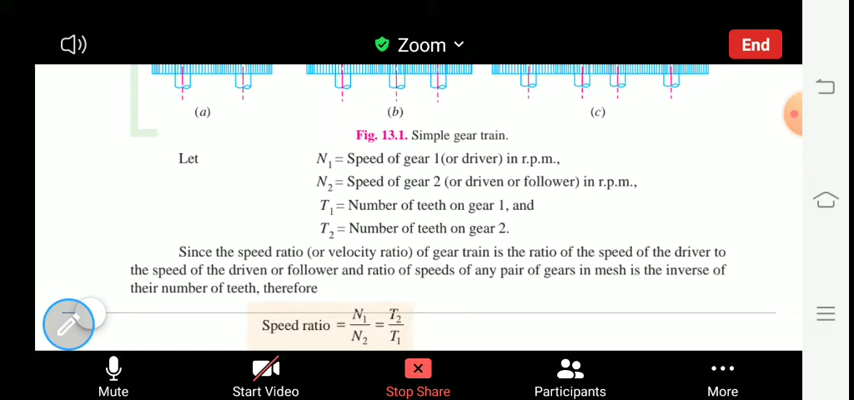 Zoom
End
(a) (b) (c)
Fig. 13.1. Simple gear train.
Let N₁ = Speed of gear 1(or driver) in r.p.m.,
N₂ = Speed of gear 2 (or driven or follower) in r.p.m.,
T₁ = Number of teeth on gear 1, and
T₂ = Number of teeth on gear 2.
Since the speed ratio (or velocity ratio) of gear train is the ratio of the speed of the driver to
the speed of the driven or follower and ratio of speeds of any pair of gears in mesh is the inverse of
their number of teeth, therefore
Speed ratio = N₁/N₂ = T₂/T₁
Mute Start Video Stop Share Participants More